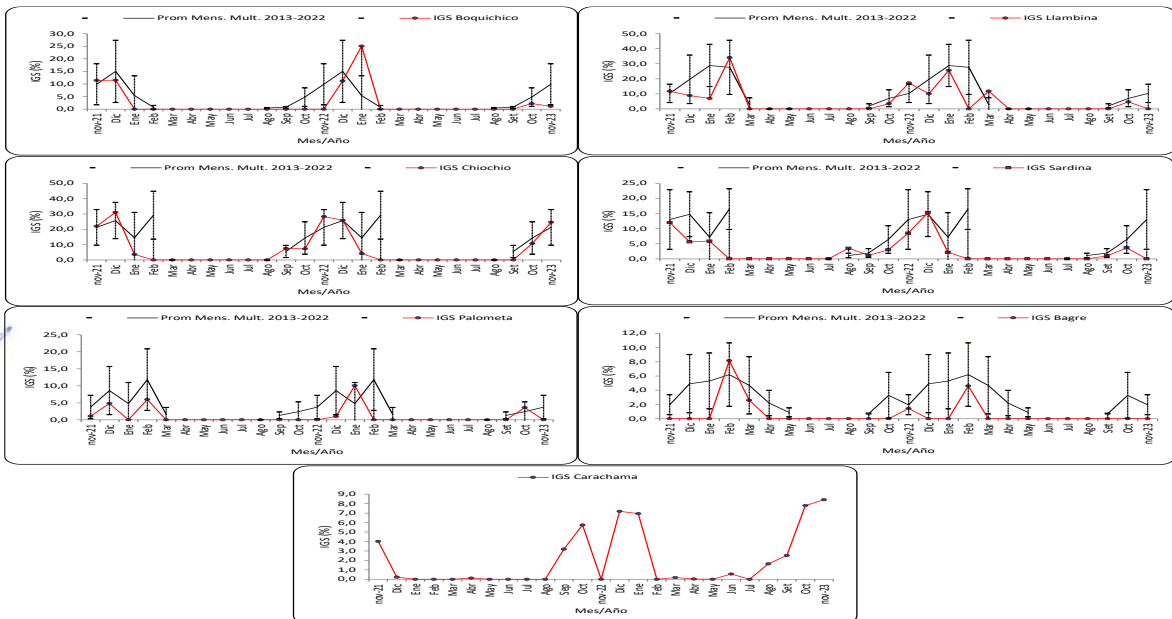 Prom Mens. Mult. 2013-2022 IGS Boquichico
IGS (%)
30,0
25,0
20,0
15,0
10,0
5,0
0,0
nov-21 Dic Ene Feb Mar Abr May Jun Jul Ago Sep Oct nov-22 Dic Ene Feb Mar Abr May Jun Jul Ago Set Oct nov-23
Mes/Año
Prom Mens. Mult. 2013-2022 IGS Llambina
IGS (%)
50,0
40,0
30,0
20,0
10,0
0,0
nov-21 Dic Ene Feb Mar Abr May Jun Jul Ago Sep Oct nov-22 Dic Ene Feb Mar Abr May Jun Jul Ago Set Oct nov-23
Mes/Año
Prom Mens. Mult. 2013-2022 IGS Chiochio
IGS (%)
50,0
40,0
30,0
20,0
10,0
0,0
nov-21 Dic Ene Feb Mar Abr May Jun Jul Ago Sep Oct nov-22 Dic Ene Feb Mar Abr May Jun Jul Ago Set Oct nov-23
Mes/Año
Prom Mens. Mult. 2013-2022 IGS Sardina
IGS (%)
25,0
20,0
15,0
10,0
5,0
0,0
nov-21 Dic Ene Feb Mar Abr May Jun Jul Ago Sep Oct nov-22 Dic Ene Feb Mar Abr May Jun Jul Ago Set Oct nov-23
Mes/Año
Prom Mens. Mult. 2013-2022 IGS Palometa
IGS (%)
25,0
20,0
15,0
10,0
5,0
0,0
nov-21 Dic Ene Feb Mar Abr May Jun Jul Ago Sep Oct nov-22 Dic Ene Feb Mar Abr May Jun Jul Ago Set Oct nov-23
Mes/Año
Prom Mens. Mult. 2013-2022 IGS Bagre
IGS (%)
12,0
10,0
8,0
6,0
4,0
2,0
0,0
nov-21 Dic Ene Feb Mar Abr May Jun Jul Ago Sep Oct nov-22 Dic Ene Feb Mar Abr May Jun Jul Ago Set Oct nov-23
Mes/Año
IGS Carachama
IGS (%)
9,0
8,0
7,0
6,0
5,0
4,0
3,0
2,0
1,0
0,0
nov-21 Dic Ene Feb Mar Abr May Jun Jul Ago Sep Oct nov-22 Dic Ene Feb Mar Abr May Jun Jul Ago Set Oct nov-23
Mes/Año